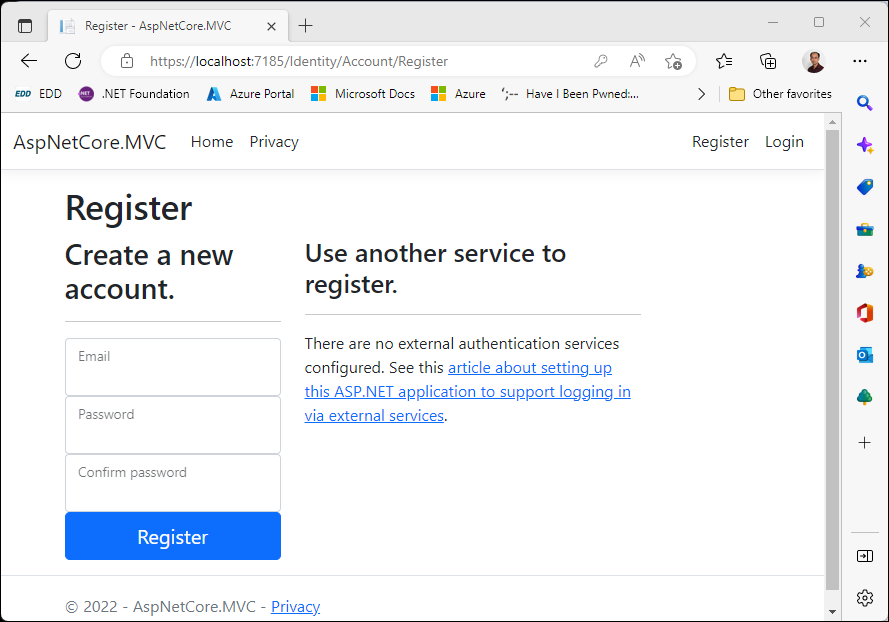 Register - AspNetCore.MVC
https://localhost:7185/Identity/Account/Register
EDD EDD NET .NET Foundation Azure Portal Microsoft Docs Azure ';-- Have I Been Pwned:... Other favorites
AspNetCore.MVC Home Privacy Register Login
Register
Create a new
account.
Email
Password
Confirm password
Register
Use another service to
register.
There are no external authentication services
configured. See this article about setting up
this ASP.NET application to support logging in
via external services.
© 2022 - AspNetCore.MVC - Privacy